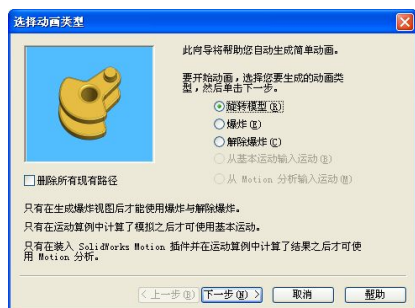 选择动画类型
此向导将帮助您自动生成简单动画。
要开始动画，选择您要生成的动画类
型，然后单击下一步。
旋转模型(R)
爆炸(E)
解除爆炸(C)
从基本运动输入运动(B)
从 Motion 分析输入运动(M)
删除所有现有路径
只有在生成爆炸视图后才能使用爆炸与解除爆炸。
只有在运动算例中计算了模拟之后才可使用基本运动。
只有在装入 SolidWorks Motion 插件并在运动算例中计算了结果之后才可使
用 Motion 分析。
< 上一步(B) 下一步(N) > 取消 帮助